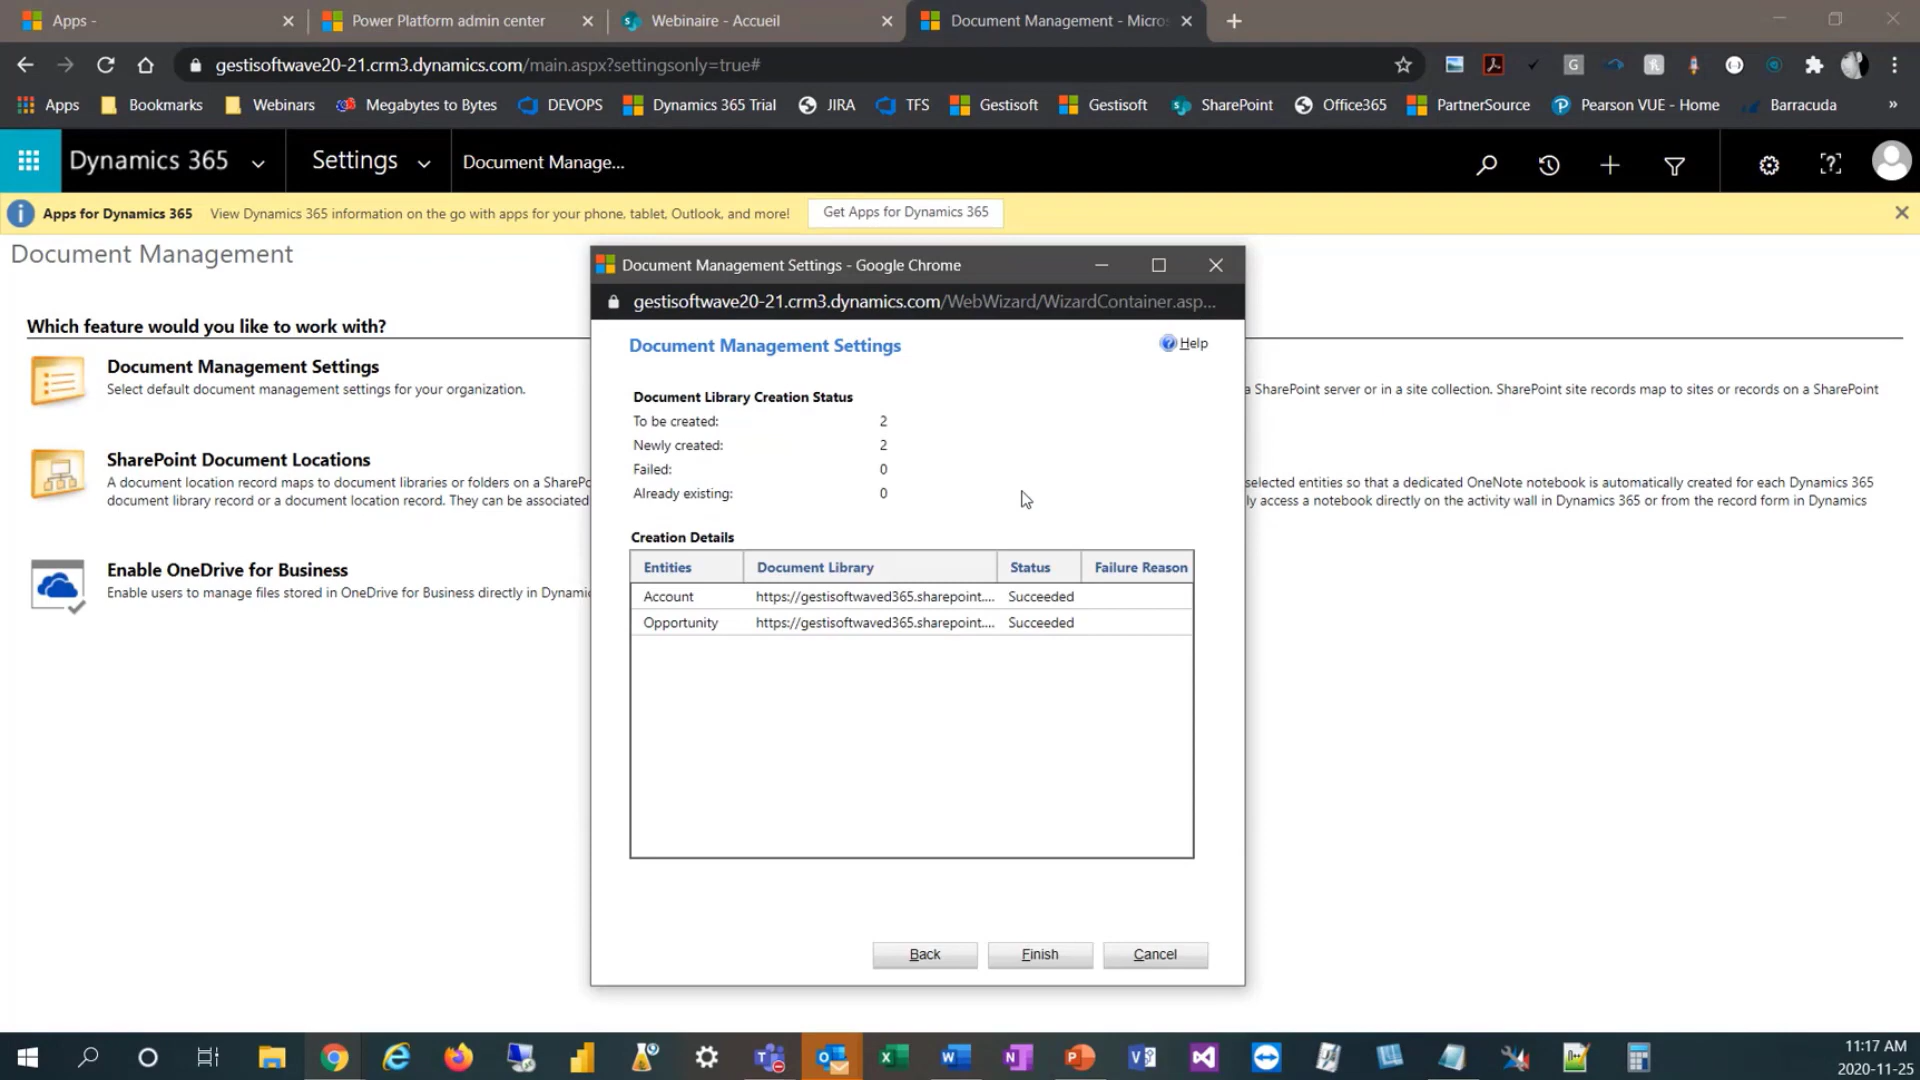 Apps -
Power Platform admin center
Webinaire - Accueil
Document Management - Micros
gestisoftwave20-21.crm3.dynamics.com/main.aspx?settingsonly=true#
Apps
Bookmarks
Webinars
Megabytes to Bytes
DEVOPS
Dynamics 365 Trial
JIRA
TFS
Gestisoft
Gestisoft
SharePoint
Office365
PartnerSource
Pearson VUE - Home
Barracuda
»
Dynamics 365
Settings
Document Manage...
Apps for Dynamics 365
View Dynamics 365 information on the go with apps for your phone, tablet, Outlook, and more!
Get Apps for Dynamics 365
Document Management
Which feature would you like to work with?
Document Management Settings
Select default document management settings for your organization.
a SharePoint server or in a site collection. SharePoint site records map to sites or records on a SharePoint
SharePoint Document Locations
A document location record maps to document libraries or folders on a SharePo
document library record or a document location record. They can be associated
selected entities so that a dedicated OneNote notebook is automatically created for each Dynamics 365
ly access a notebook directly on the activity wall in Dynamics 365 or from the record form in Dynamics
Enable OneDrive for Business
Enable users to manage files stored in OneDrive for Business directly in Dynami
Document Management Settings - Google Chrome
gestisoftwave20-21.crm3.dynamics.com/WebWizard/WizardContainer.asp...
Document Management Settings
Help
Document Library Creation Status
To be created: 2
Newly created: 2
Failed: 0
Already existing: 0
Creation Details
Entities Document Library Status Failure Reason
Account https://gestisoftwaved365.sharepoint.... Succeeded
Opportunity https://gestisoftwaved365.sharepoint.... Succeeded
Back
Finish
Cancel
11:17 AM
2020-11-25